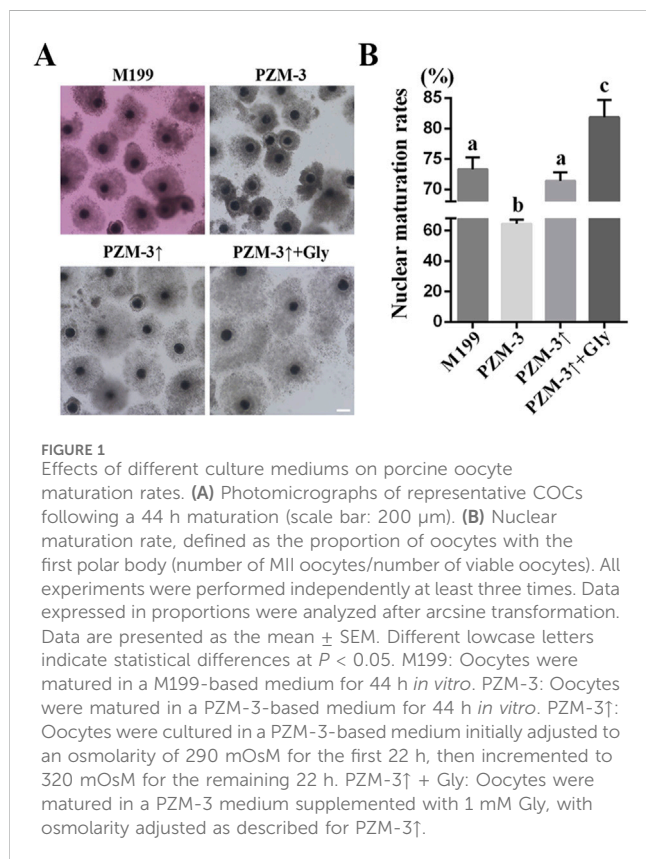 A
M199
PZM-3
PZM-3↑
PZM-3↑+Gly
B
(%)
Nuclear maturation rates
85
80
75
70
60
40
20
0
a
b
a
c
M199
PZM-3
PZM-3↑
PZM-3↑+Gly
FIGURE 1
Effects of different culture mediums on porcine oocyte
maturation rates. (A) Photomicrographs of representative COCs
following a 44 h maturation (scale bar: 200 μm). (B) Nuclear
maturation rate, defined as the proportion of oocytes with the
first polar body (number of MII oocytes/number of viable oocytes). All
experiments were performed independently at least three times. Data
expressed in proportions were analyzed after arcsine transformation.
Data are presented as the mean ± SEM. Different lowcase letters
indicate statistical differences at P < 0.05. M199: Oocytes were
matured in a M199-based medium for 44 h in vitro. PZM-3: Oocytes
were matured in a PZM-3-based medium for 44 h in vitro. PZM-3↑:
Oocytes were cultured in a PZM-3-based medium initially adjusted to
an osmolarity of 290 mOsM for the first 22 h, then incremented to
320 mOsM for the remaining 22 h. PZM-3↑ + Gly: Oocytes were
matured in a PZM-3 medium supplemented with 1 mM Gly, with
osmolarity adjusted as described for PZM-3↑.